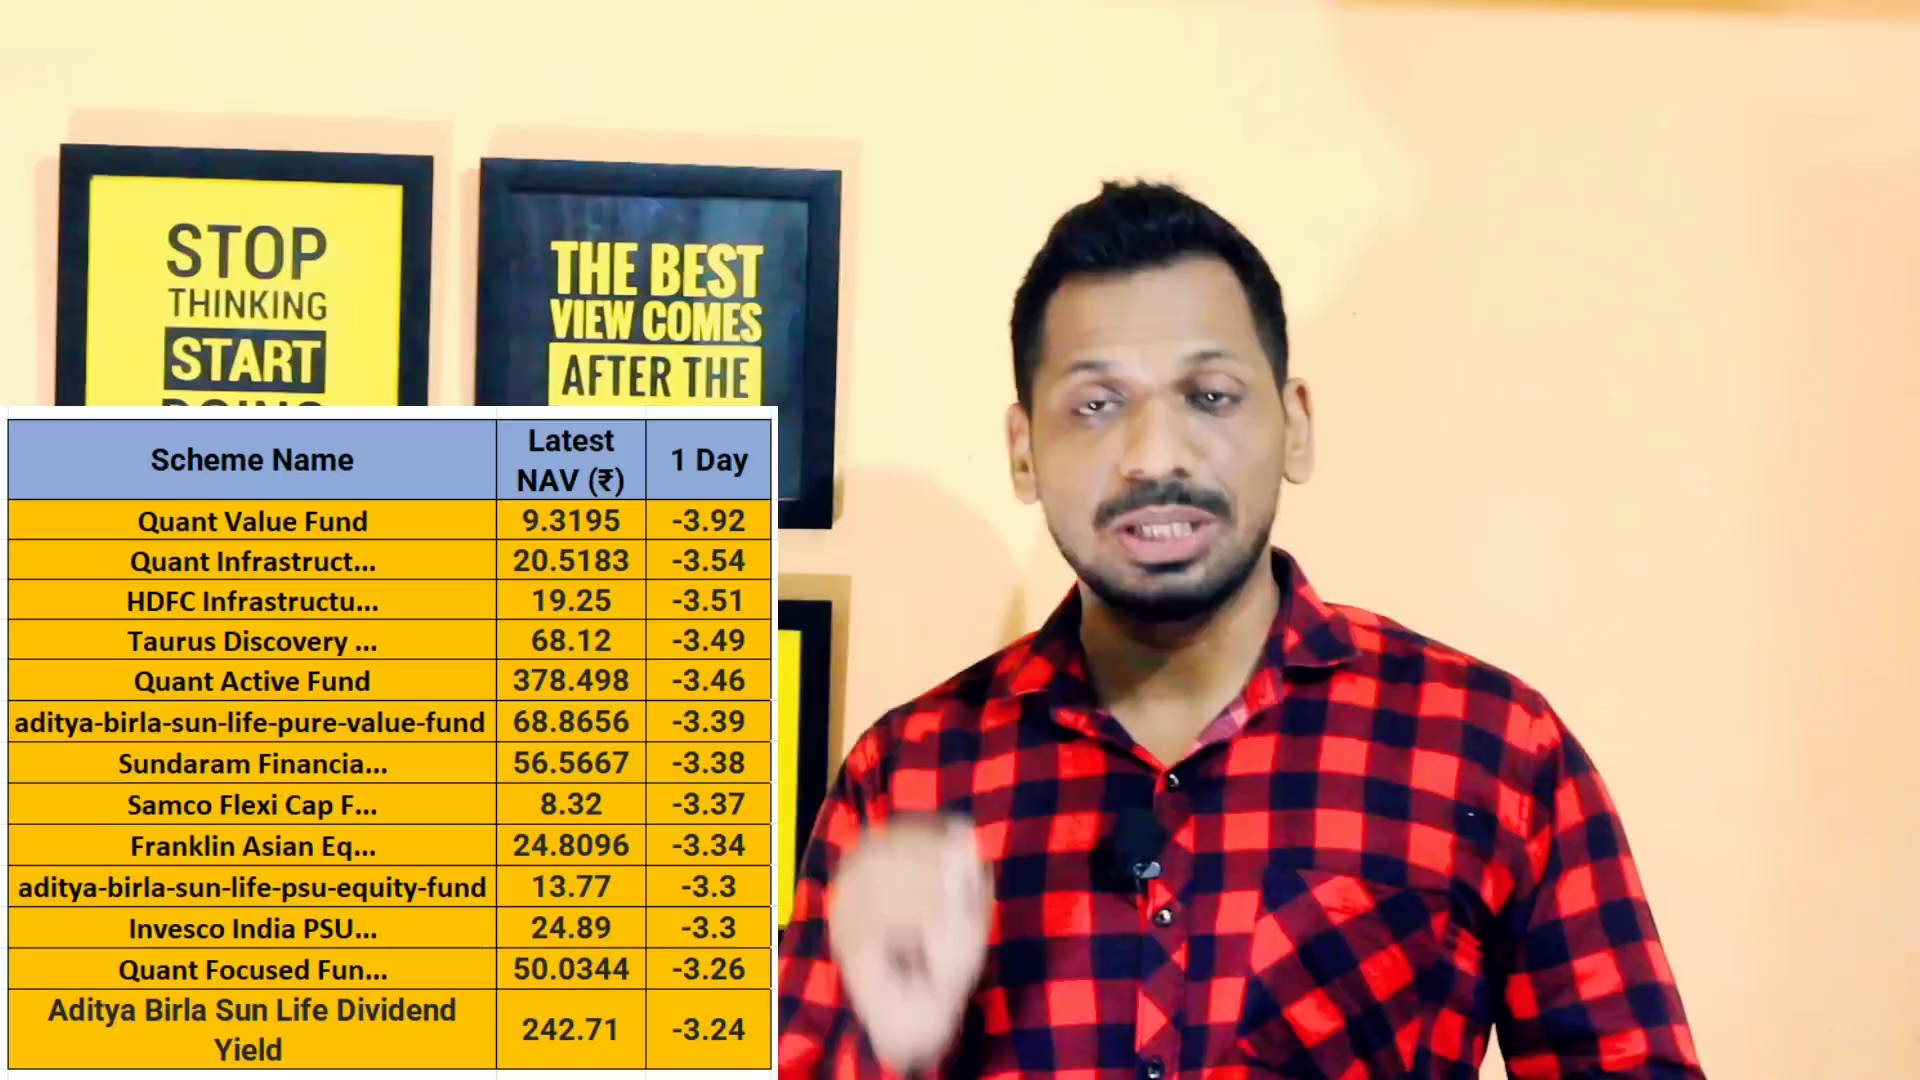 STOP
THINKING
START
DOING
THE BEST
VIEW COMES
AFTER THE
Scheme Name Latest NAV (₹) 1 Day
Quant Value Fund 9.3195 -3.92
Quant Infrastruct... 20.5183 -3.54
HDFC Infrastructu... 19.25 -3.51
Taurus Discovery ... 68.12 -3.49
Quant Active Fund 378.498 -3.46
aditya-birla-sun-life-pure-value-fund 68.8656 -3.39
Sundaram Financia... 56.5667 -3.38
Samco Flexi Cap F... 8.32 -3.37
Franklin Asian Eq... 24.8096 -3.34
aditya-birla-sun-life-psu-equity-fund 13.77 -3.3
Invesco India PSU... 24.89 -3.3
Quant Focused Fun... 50.0344 -3.26
Aditya Birla Sun Life Dividend
Yield 242.71 -3.24